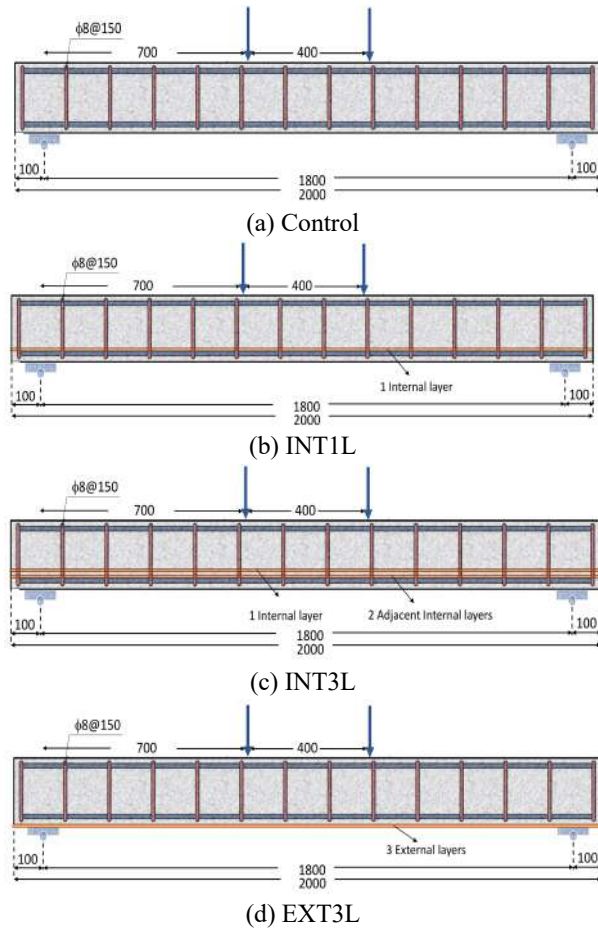 ϕ8@150
700 400
100 1800 100
2000
(a) Control
ϕ8@150
700 400
1 Internal layer
100 1800 100
2000
(b) INT1L
ϕ8@150
700 400
1 Internal layer 2 Adjacent Internal layers
100 1800 100
2000
(c) INT3L
ϕ8@150
700 400
3 External layers
100 1800 100
2000
(d) EXT3L